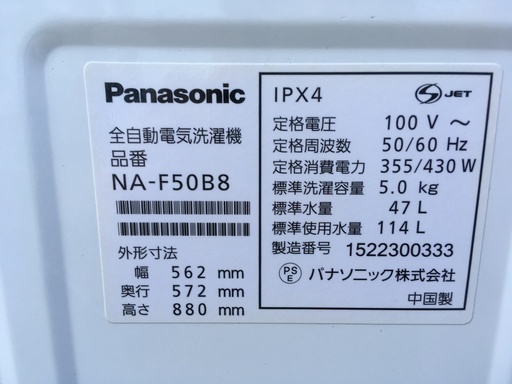 Panasonic
全自動電気洗濯機
品番
NA-F50B8
外形寸法
幅 562 mm
奥行 572 mm
高さ 880 mm
IPX4
S JET
定格電圧 100 V ～
定格周波数 50/60 Hz
定格消費電力 355/430 W
標準洗濯容量 5.0 kg
標準水量 47 L
標準使用水量 114 L
製造番号 1522300333
PS E パナソニック株式会社
中国製